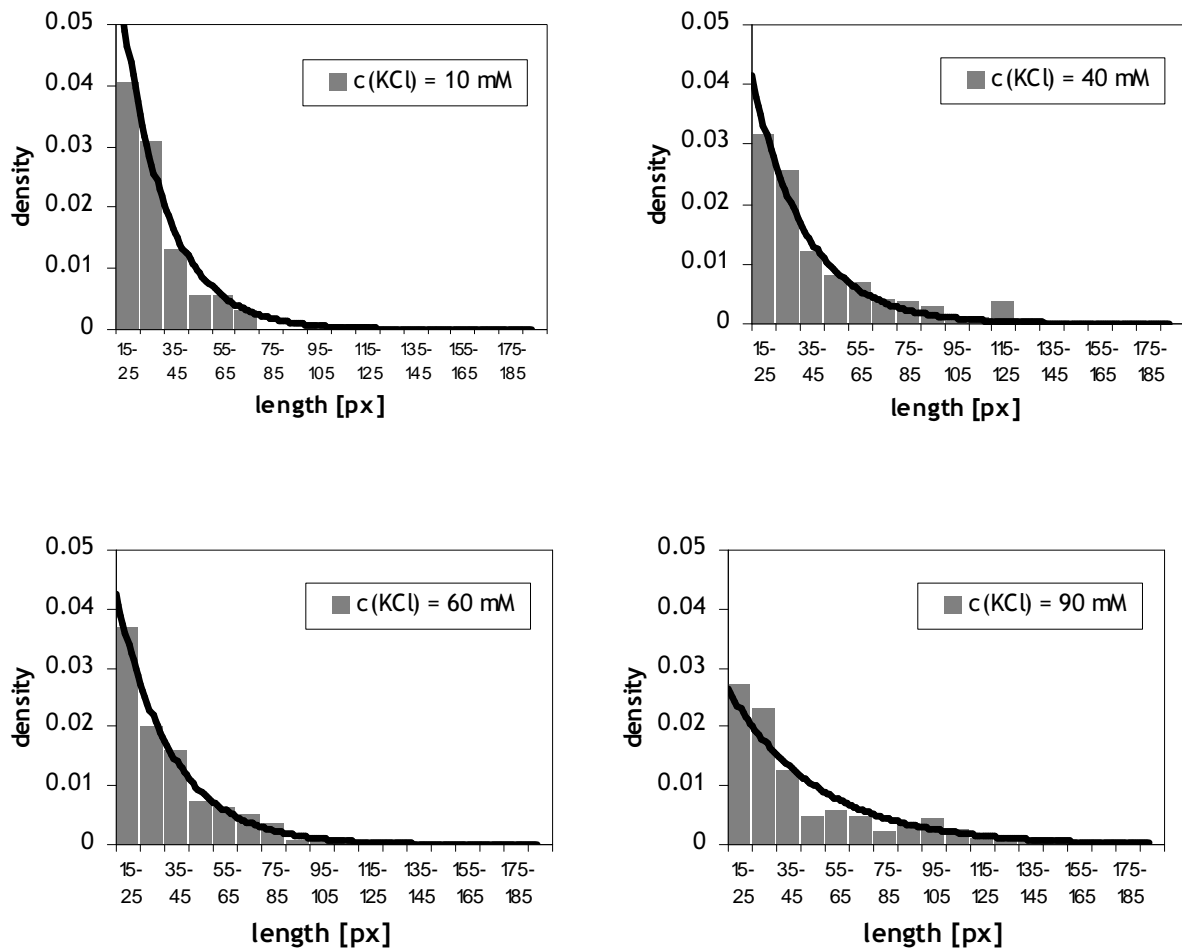 0.05
0.04
0.03
0.02
0.01
0
density
c(KCl) = 10 mM
15- 35- 55- 75- 95- 115- 135- 155- 175-
25 45 65 85 105 125 145 165 185
length [px]
0.05
0.04
0.03
0.02
0.01
0
density
c(KCl) = 40 mM
15- 35- 55- 75- 95- 115- 135- 155- 175-
25 45 65 85 105 125 145 165 185
length [px]
0.05
0.04
0.03
0.02
0.01
0
density
c(KCl) = 60 mM
15- 35- 55- 75- 95- 115- 135- 155- 175-
25 45 65 85 105 125 145 165 185
length [px]
0.05
0.04
0.03
0.02
0.01
0
density
c(KCl) = 90 mM
15- 35- 55- 75- 95- 115- 135- 155- 175-
25 45 65 85 105 125 145 165 185
length [px]